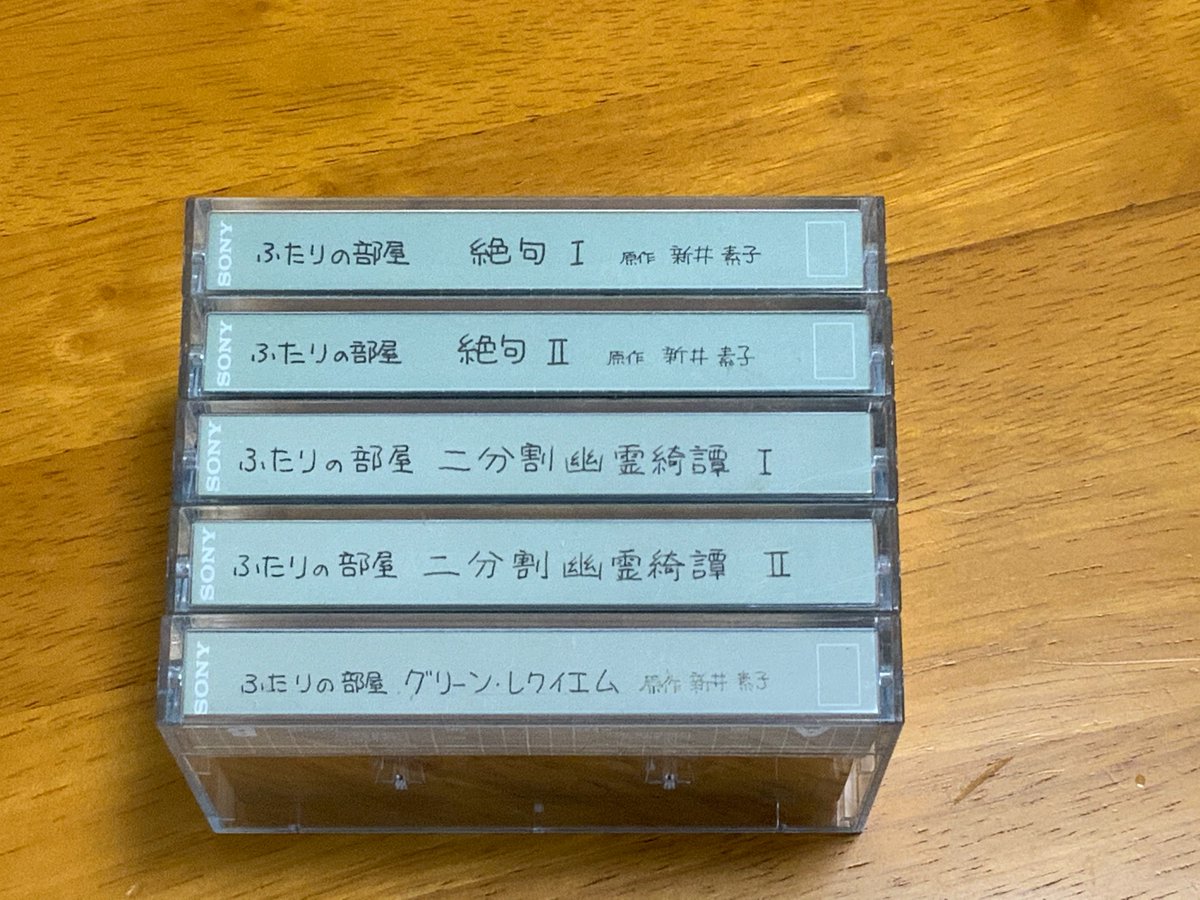 SONY ふたりの部屋 絶句 I 原作 新井素子
SONY ふたりの部屋 絶句 II 原作 新井素子
SONY ふたりの部屋 二分割幽霊綺譚 I
SONY ふたりの部屋 二分割幽霊綺譚 II
SONY ふたりの部屋 グリーン・レクイエム 原作 新井素子